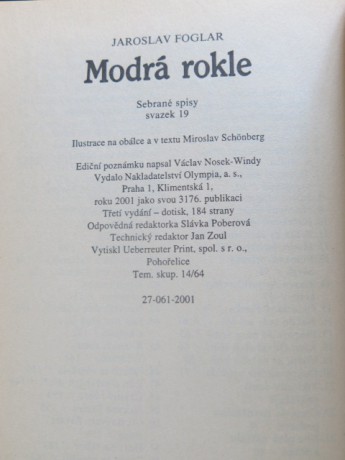 JAROSLAV FOGLAR
Modrá rokle
Sebrané spisy
svazek 19
Ilustrace na obálce a v textu Miroslav Schönberg
Ediční poznámku napsal Václav Nosek-Windy
Vydalo Nakladatelství Olympia, a. s.,
Praha 1, Klimentská 1,
roku 2001 jako svou 3176. publikaci
Třetí vydání – dotisk, 184 strany
Odpovědná redaktorka Slávka Poberová
Technický redaktor Jan Zoul
Vytiskl Ueberreuter Print, spol. s r. o.,
Pohořelice
Tem. skup. 14/64
27-061-2001